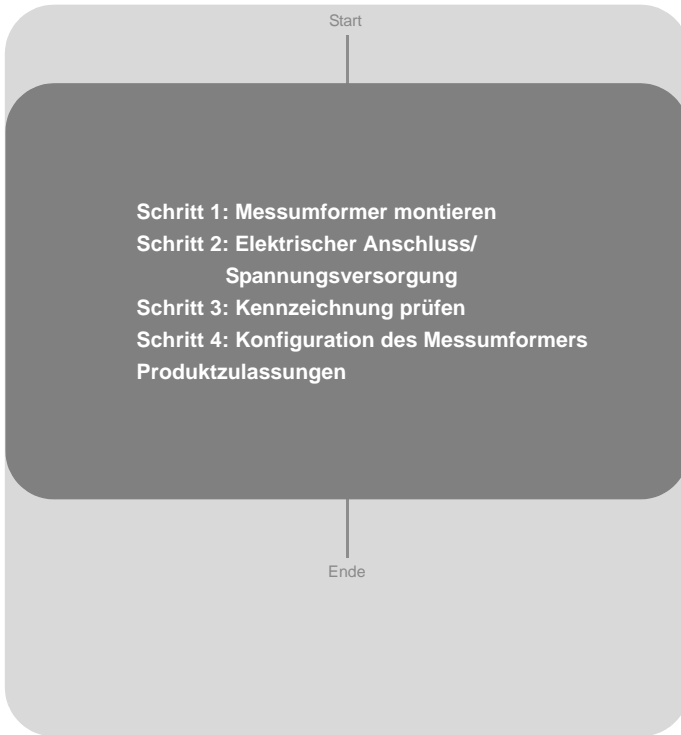 Start
Schritt 1: Messumformer montieren
Schritt 2: Elektrischer Anschluss/
Spannungsversorgung
Schritt 3: Kennzeichnung prüfen
Schritt 4: Konfiguration des Messumformers
Produktzulassungen
Ende